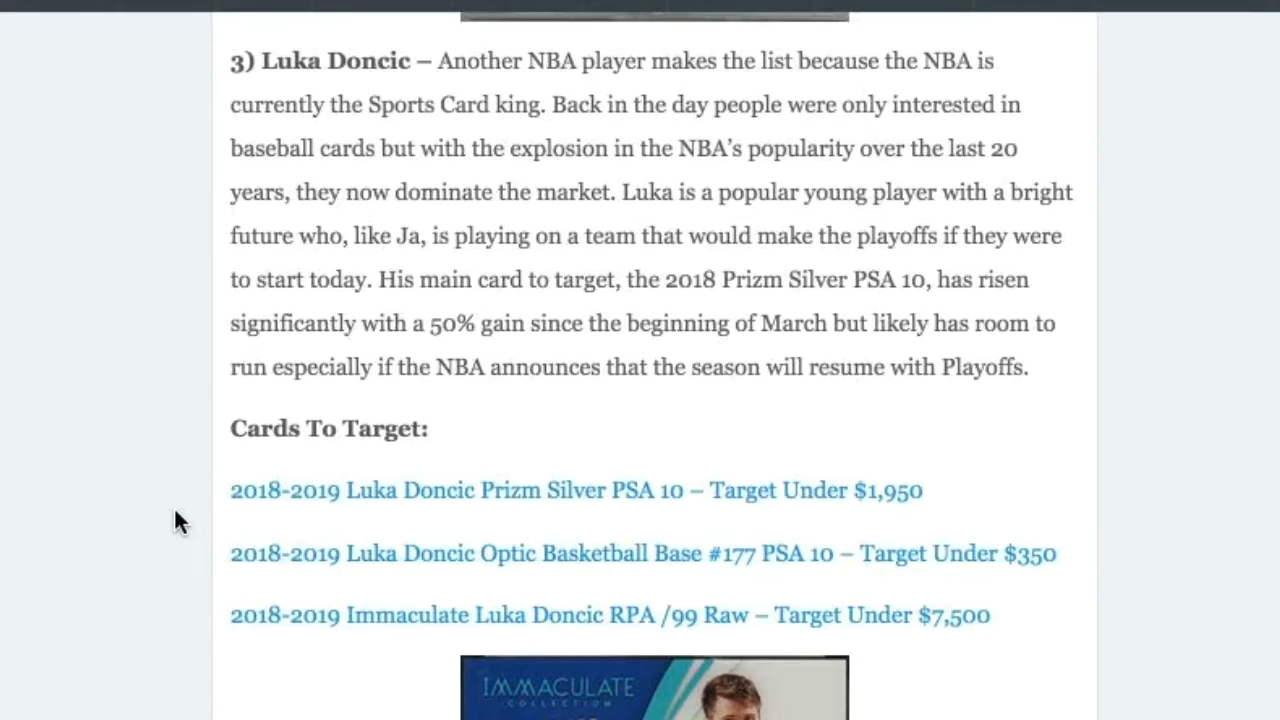 3) Luka Doncic – Another NBA player makes the list because the NBA is
currently the Sports Card king. Back in the day people were only interested in
baseball cards but with the explosion in the NBA’s popularity over the last 20
years, they now dominate the market. Luka is a popular young player with a bright
future who, like Ja, is playing on a team that would make the playoffs if they were
to start today. His main card to target, the 2018 Prizm Silver PSA 10, has risen
significantly with a 50% gain since the beginning of March but likely has room to
run especially if the NBA announces that the season will resume with Playoffs.
Cards To Target:
2018-2019 Luka Doncic Prizm Silver PSA 10 – Target Under $1,950
2018-2019 Luka Doncic Optic Basketball Base #177 PSA 10 – Target Under $350
2018-2019 Immaculate Luka Doncic RPA /99 Raw – Target Under $7,500
IMMACULATE
COLLECTION